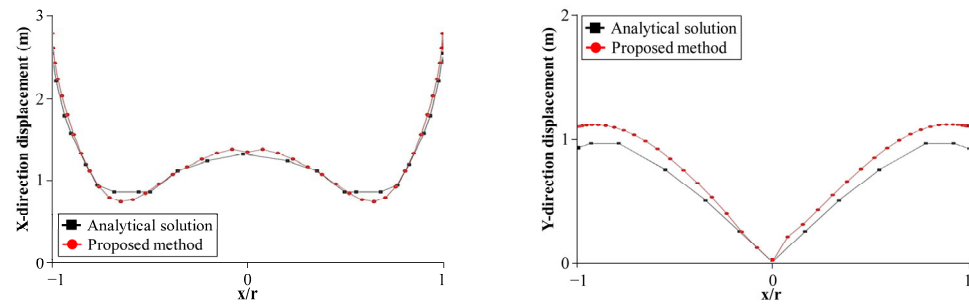 X-direction displacement (m)
3
2
1
0
Analytical solution
Proposed method
−1
0
1
x/r
Y-direction displacement (m)
2
1
0
Analytical solution
Proposed method
−1
0
1
x/r